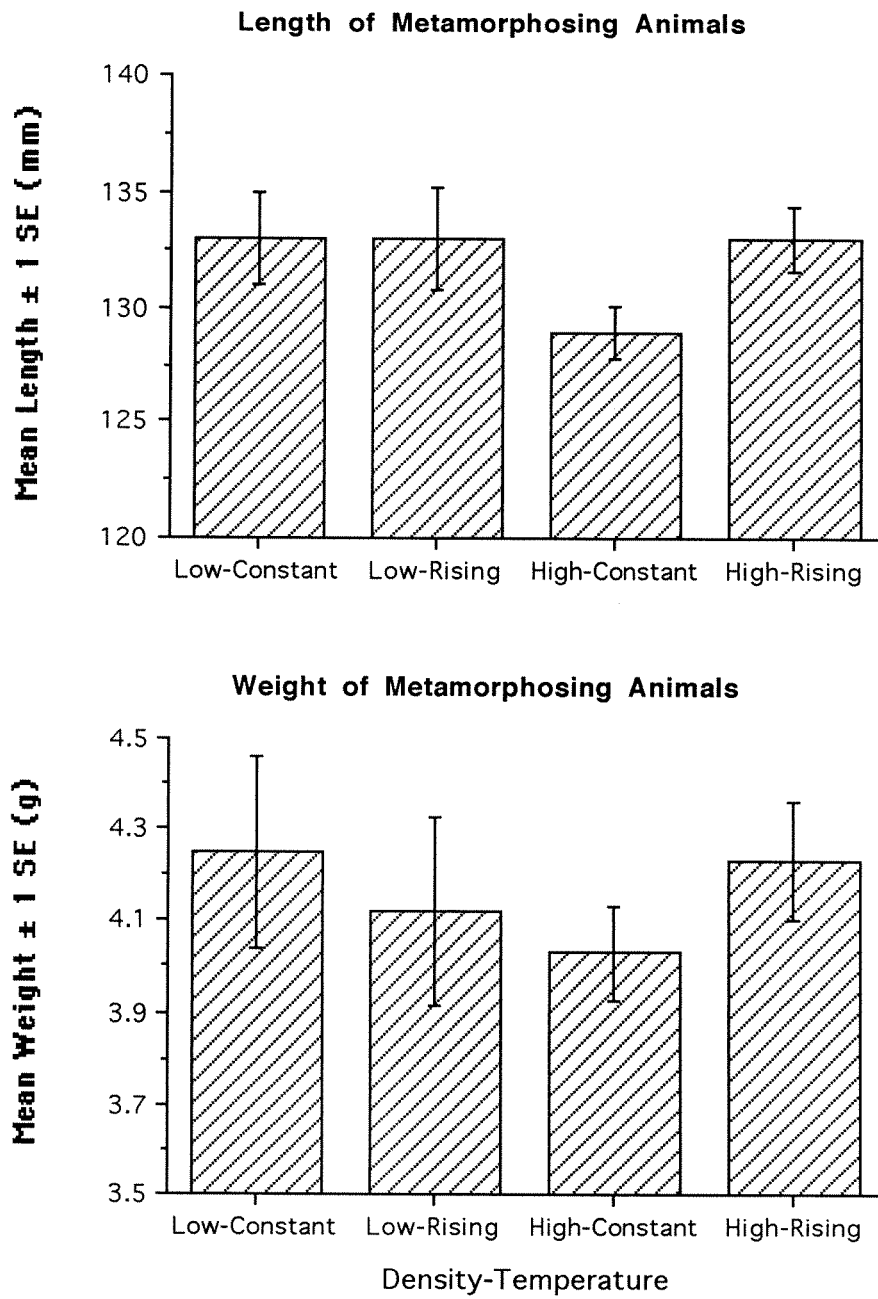 Length of Metamorphosing Animals
Mean Length ± 1 SE (mm)
140
135
130
125
120
Low-Constant Low-Rising High-Constant High-Rising
Weight of Metamorphosing Animals
Mean Weight ± 1 SE (g)
4.5
4.3
4.1
3.9
3.7
3.5
Low-Constant Low-Rising High-Constant High-Rising
Density-Temperature